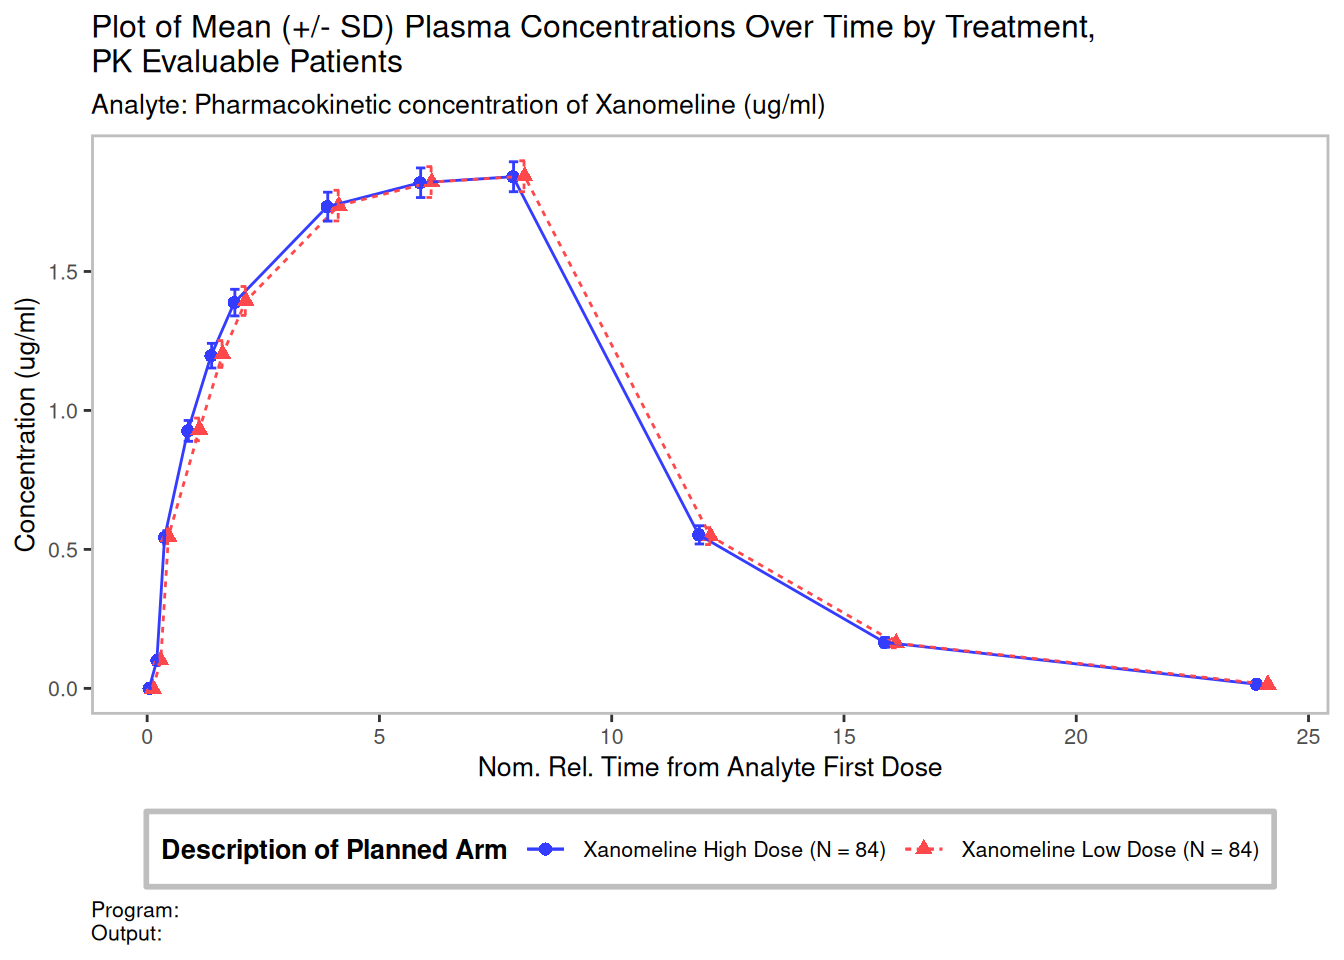 Plot of Mean (+/- SD) Plasma Concentrations Over Time by Treatment,
PK Evaluable Patients
Analyte: Pharmacokinetic concentration of Xanomeline (ug/ml)
Concentration (ug/ml)
1.5
1.0
0.5
0.0
0 5 10 15 20 25
Nom. Rel. Time from Analyte First Dose
Description of Planned Arm Xanomeline High Dose (N = 84) Xanomeline Low Dose (N = 84)
Program:
Output: